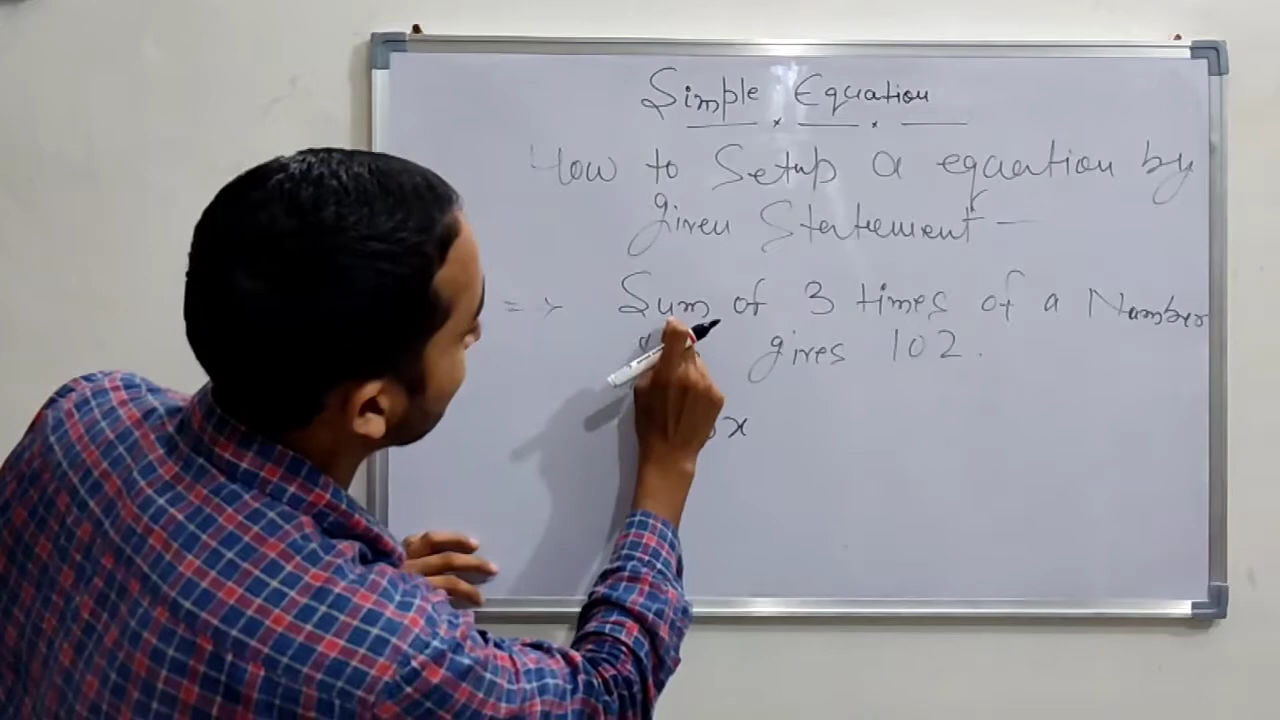 Simple Equation
How to Setup a equation by
given Statement -
=> Sum of 3 times of a Number
gives 102.
x